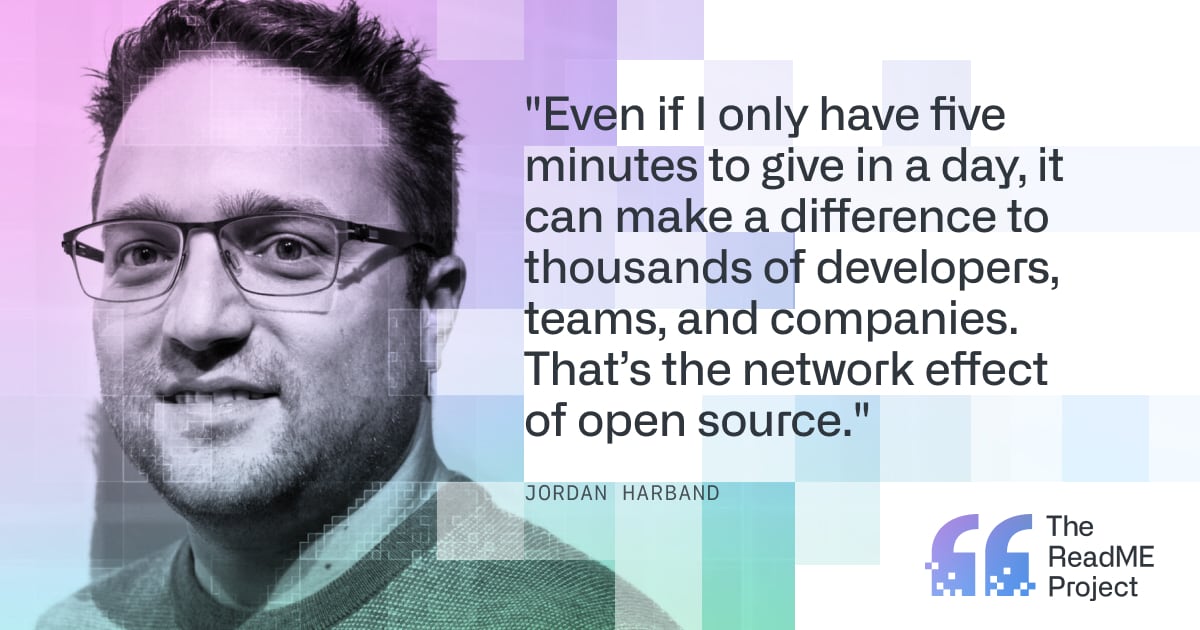 "Even if I only have five
minutes to give in a day, it
can make a difference to
thousands of developers,
teams, and companies.
That’s the network effect
of open source."
JORDAN HARBAND
The
ReadME
Project